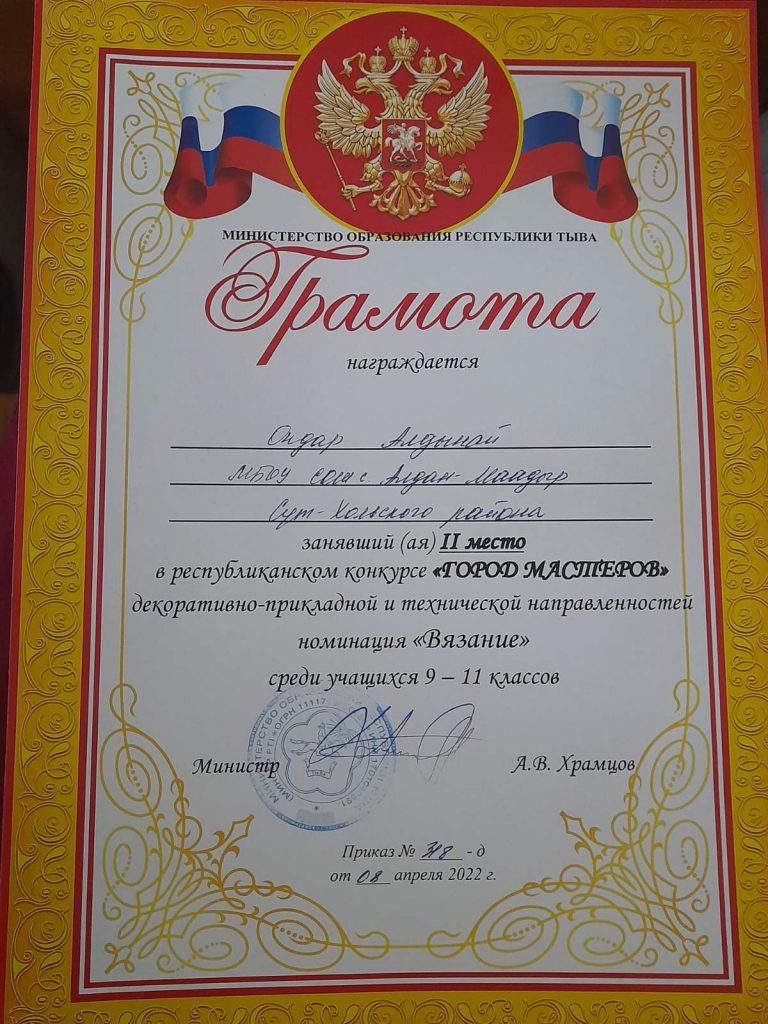 МИНИСТЕРСТВО ОБРАЗОВАНИЯ РЕСПУБЛИКИ ТЫВА
Грамота
награждается
Ондар Алдынай
МБОУ СОШ с. Алдан-Маадыр
Сут-Хольского района
занявший (ая) II место
в республиканском конкурсе «ГОРОД МАСТЕРОВ»
декоративно-прикладной и технической направленностей
номинация «Вязание»
среди учащихся 9 – 11 классов
Министр А.В. Храмцов
Приказ № 318 - д
от 08 апреля 2022 г.